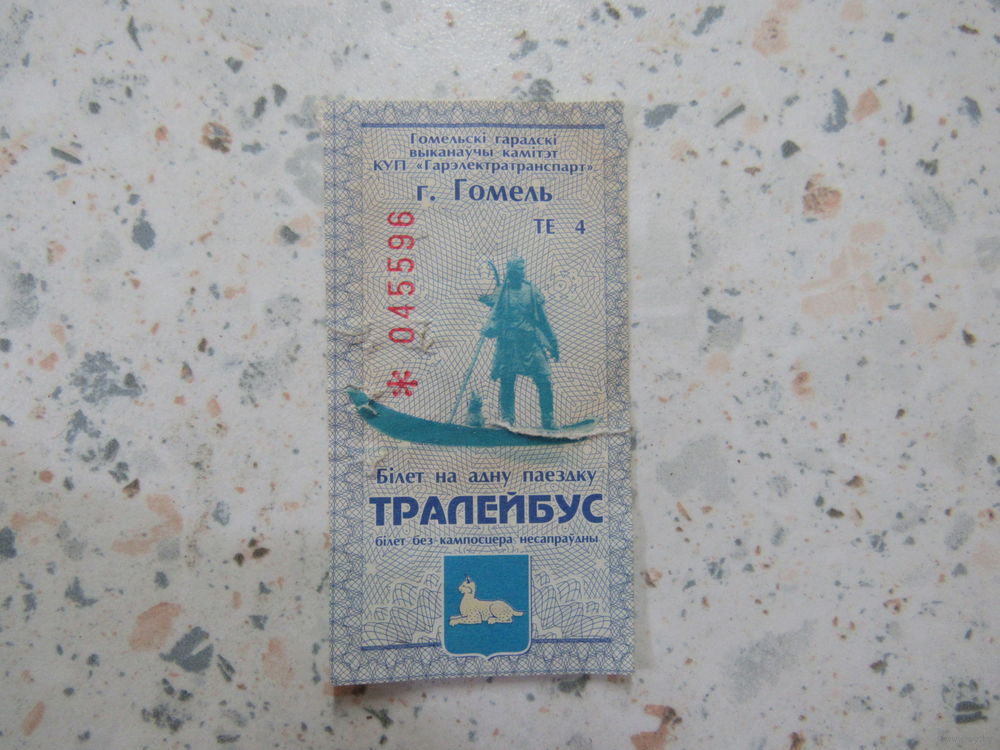 Гомельскі гарадскі
выканаўчы камітэт
КУП «Гарэлектратранспарт»
г. Гомель
ТЕ 4
* 045596
Білет на адну паездку
ТРАЛЕЙБУС
білет без кампосцера несапраўдны